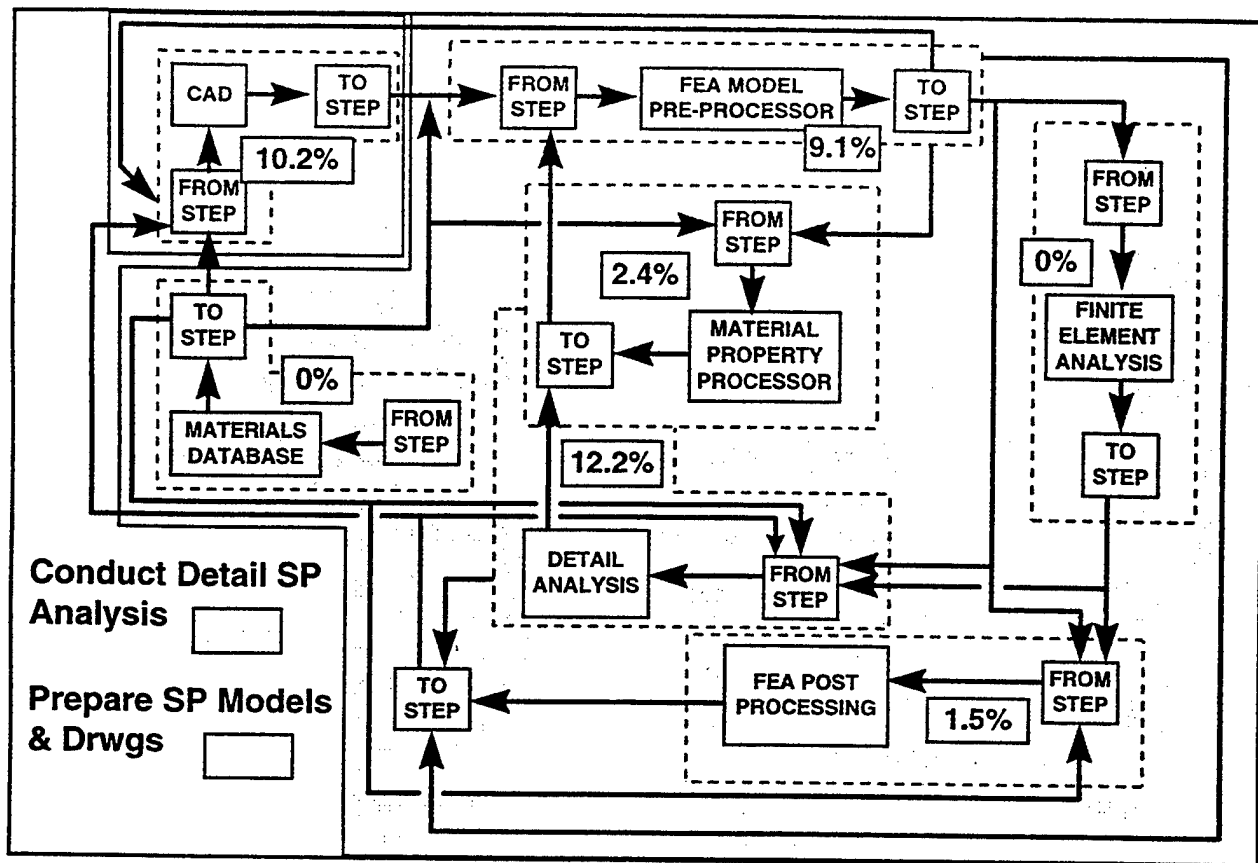 CAD
TO
STEP
10.2%
FROM
STEP
FROM
STEP
FEA MODEL
PRE-PROCESSOR
9.1%
TO
STEP
FROM
STEP
0%
FINITE
ELEMENT
ANALYSIS
TO
STEP
FROM
STEP
2.4%
MATERIAL
PROPERTY
PROCESSOR
TO
STEP
TO
STEP
0%
MATERIALS
DATABASE
FROM
STEP
12.2%
DETAIL
ANALYSIS
FROM
STEP
Conduct Detail SP
Analysis
Prepare SP Models
& Drwgs
TO
STEP
FEA POST
PROCESSING
1.5%
FROM
STEP